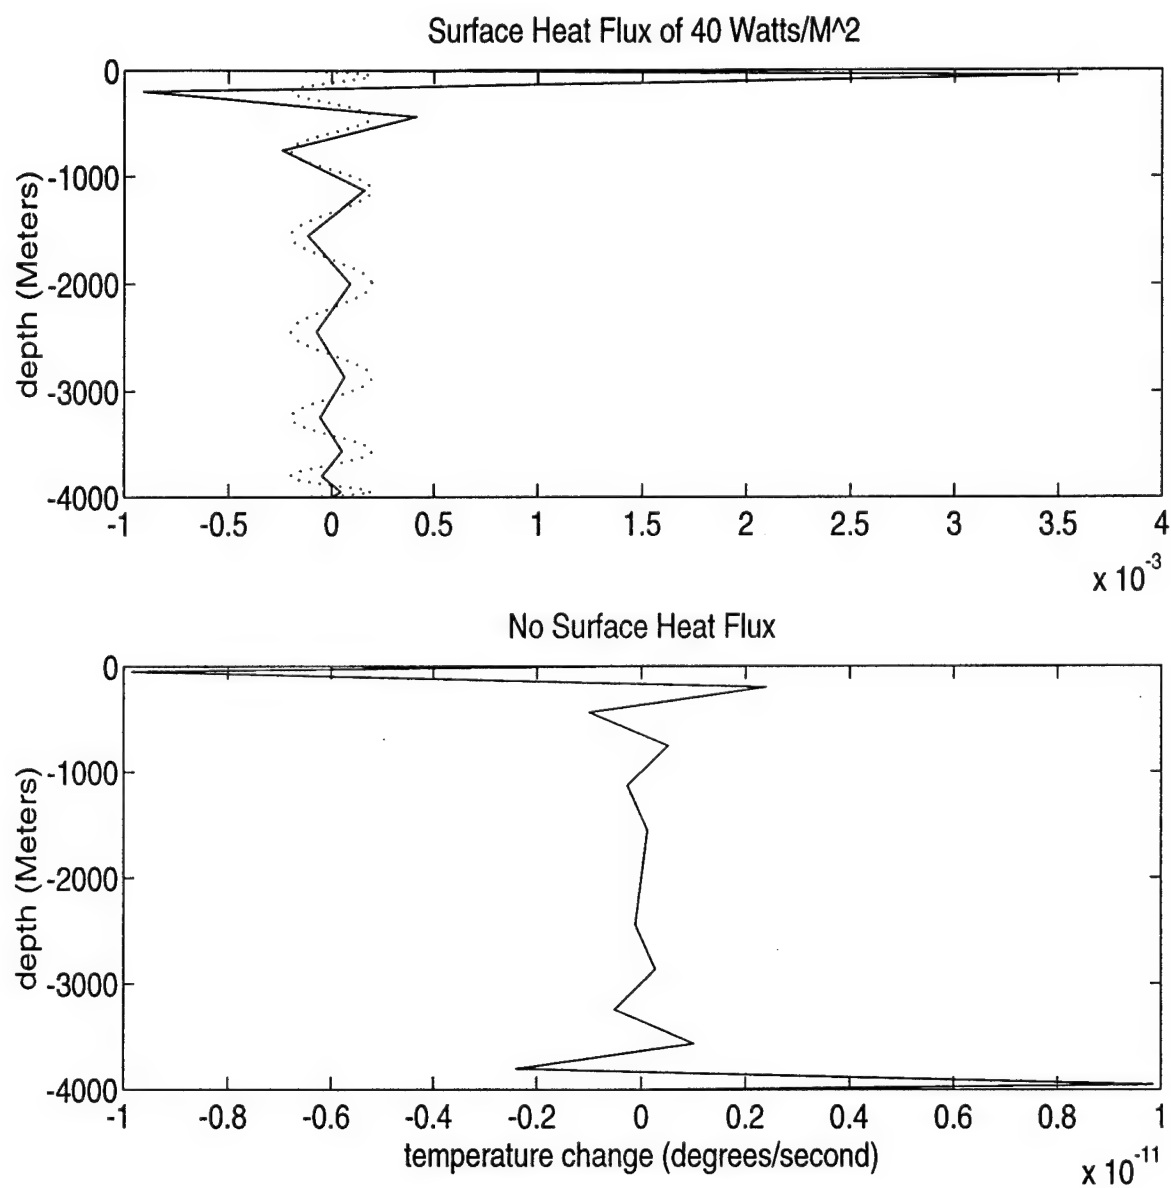 Surface Heat Flux of 40 Watts/M^2
0
-1000
-2000
-3000
-4000
depth (Meters)
-1 -0.5 0 0.5 1 1.5 2 2.5 3 3.5 4
x 10^-3
No Surface Heat Flux
0
-1000
-2000
-3000
-4000
depth (Meters)
-1 -0.8 -0.6 -0.4 -0.2 0 0.2 0.4 0.6 0.8 1
temperature change (degrees/second)
x 10^-11